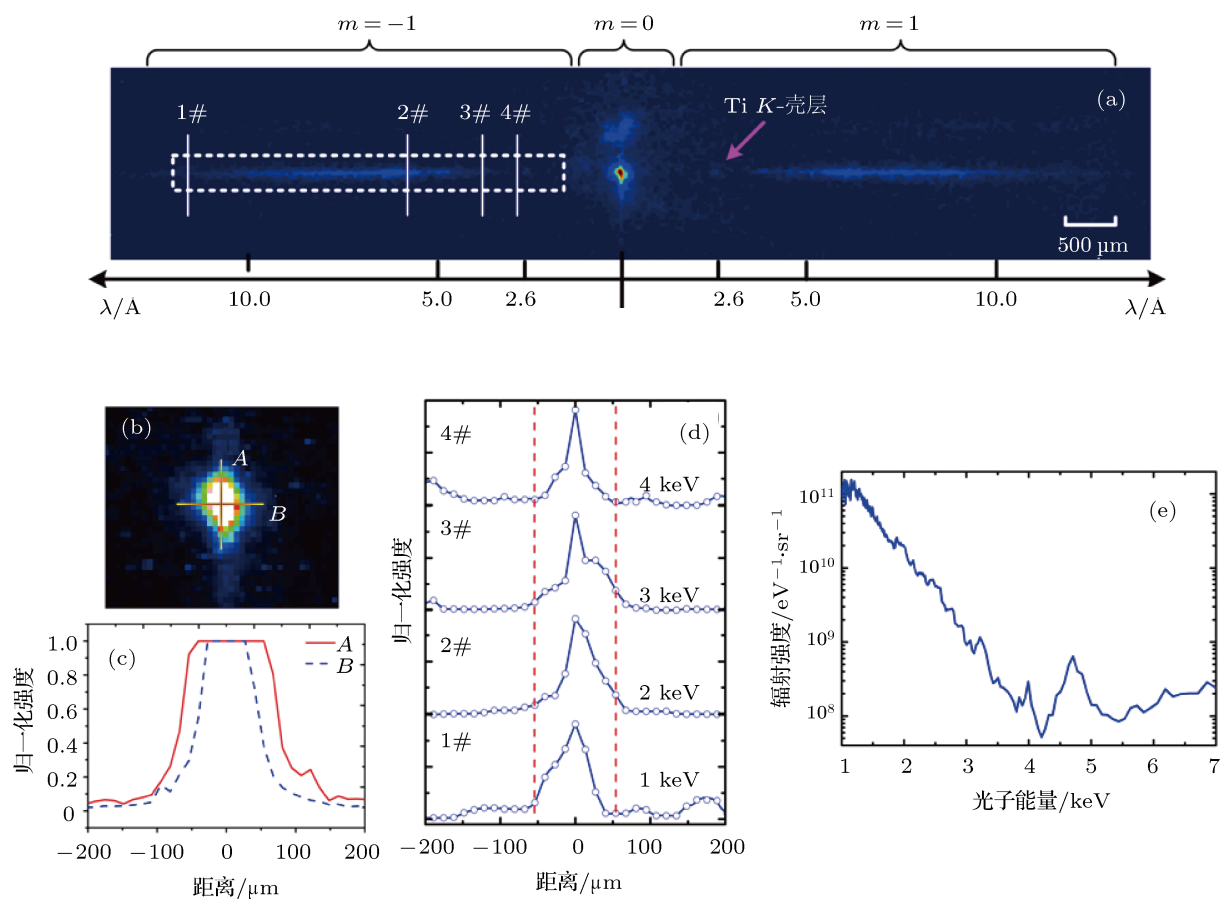 m = −1
m = 0
m = 1
1#
2#
3#
4#
Ti K-壳层
(a)
500 μm
λ/Å
10.0
5.0
2.6
2.6
5.0
10.0
λ/Å
(b)
A
B
(c)
A
B
归一化强度
1.0
0.8
0.6
0.4
0.2
0
−200
−100
0
100
200
距离/μm
(d)
4#
4 keV
3#
3 keV
2#
2 keV
1#
1 keV
归一化强度
−200
−100
0
100
200
距离/μm
(e)
辐射强度/eV⁻¹·sr⁻¹
10¹¹
10¹⁰
10⁹
10⁸
1
2
3
4
5
6
7
光子能量/keV